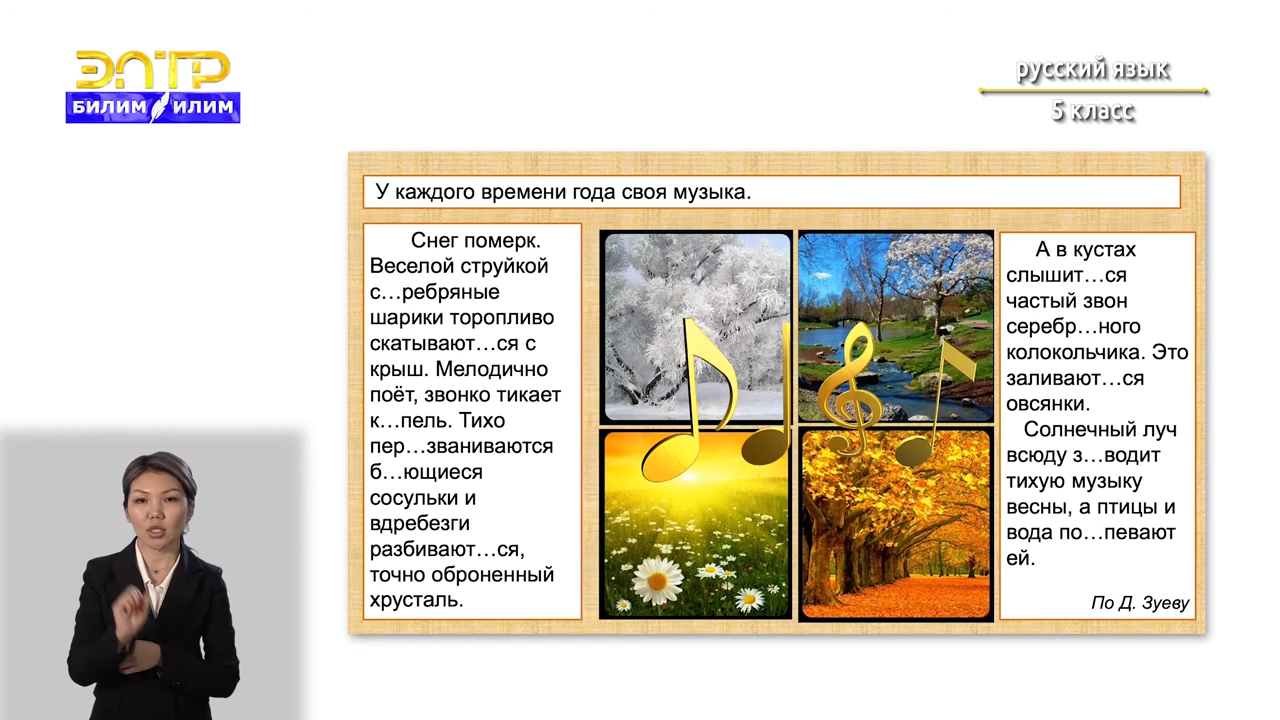 ЭЛТР
БИЛИМ ИЛИМ
русский язык
5 класс
У каждого времени года своя музыка.
Снег померк.
Веселой струйкой
с…ребряные
шарики торопливо
скатывают…ся с
крыш. Мелодично
поёт, звонко тикает
к…пель. Тихо
пер…званиваются
б…ющиеся
сосульки и
вдребезги
разбивают…ся,
точно оброненный
хрусталь.
А в кустах
слышит…ся
частый звон
серебр…ного
колокольчика. Это
заливают…ся
овсянки.
Солнечный луч
всюду з…водит
тихую музыку
весны, а птицы и
вода по…певают
ей.
По Д. Зуеву